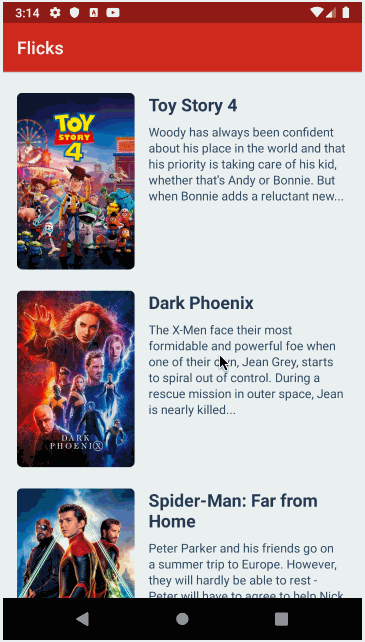 3:14
Flicks
TOY
STORY
4
Toy Story 4
Woody has always been confident
about his place in the world and that
his priority is taking care of his kid,
whether that's Andy or Bonnie. But
when Bonnie adds a reluctant new...
DARK
PHOENIX
Dark Phoenix
The X-Men face their most
formidable and powerful foe when
one of their own, Jean Grey, starts
to spiral out of control. During a
rescue mission in outer space, Jean
is nearly killed...
Spider-Man: Far from
Home
Peter Parker and his friends go on
a summer trip to Europe. However,
they will hardly be able to rest -
Peter will have to agree to help Nick